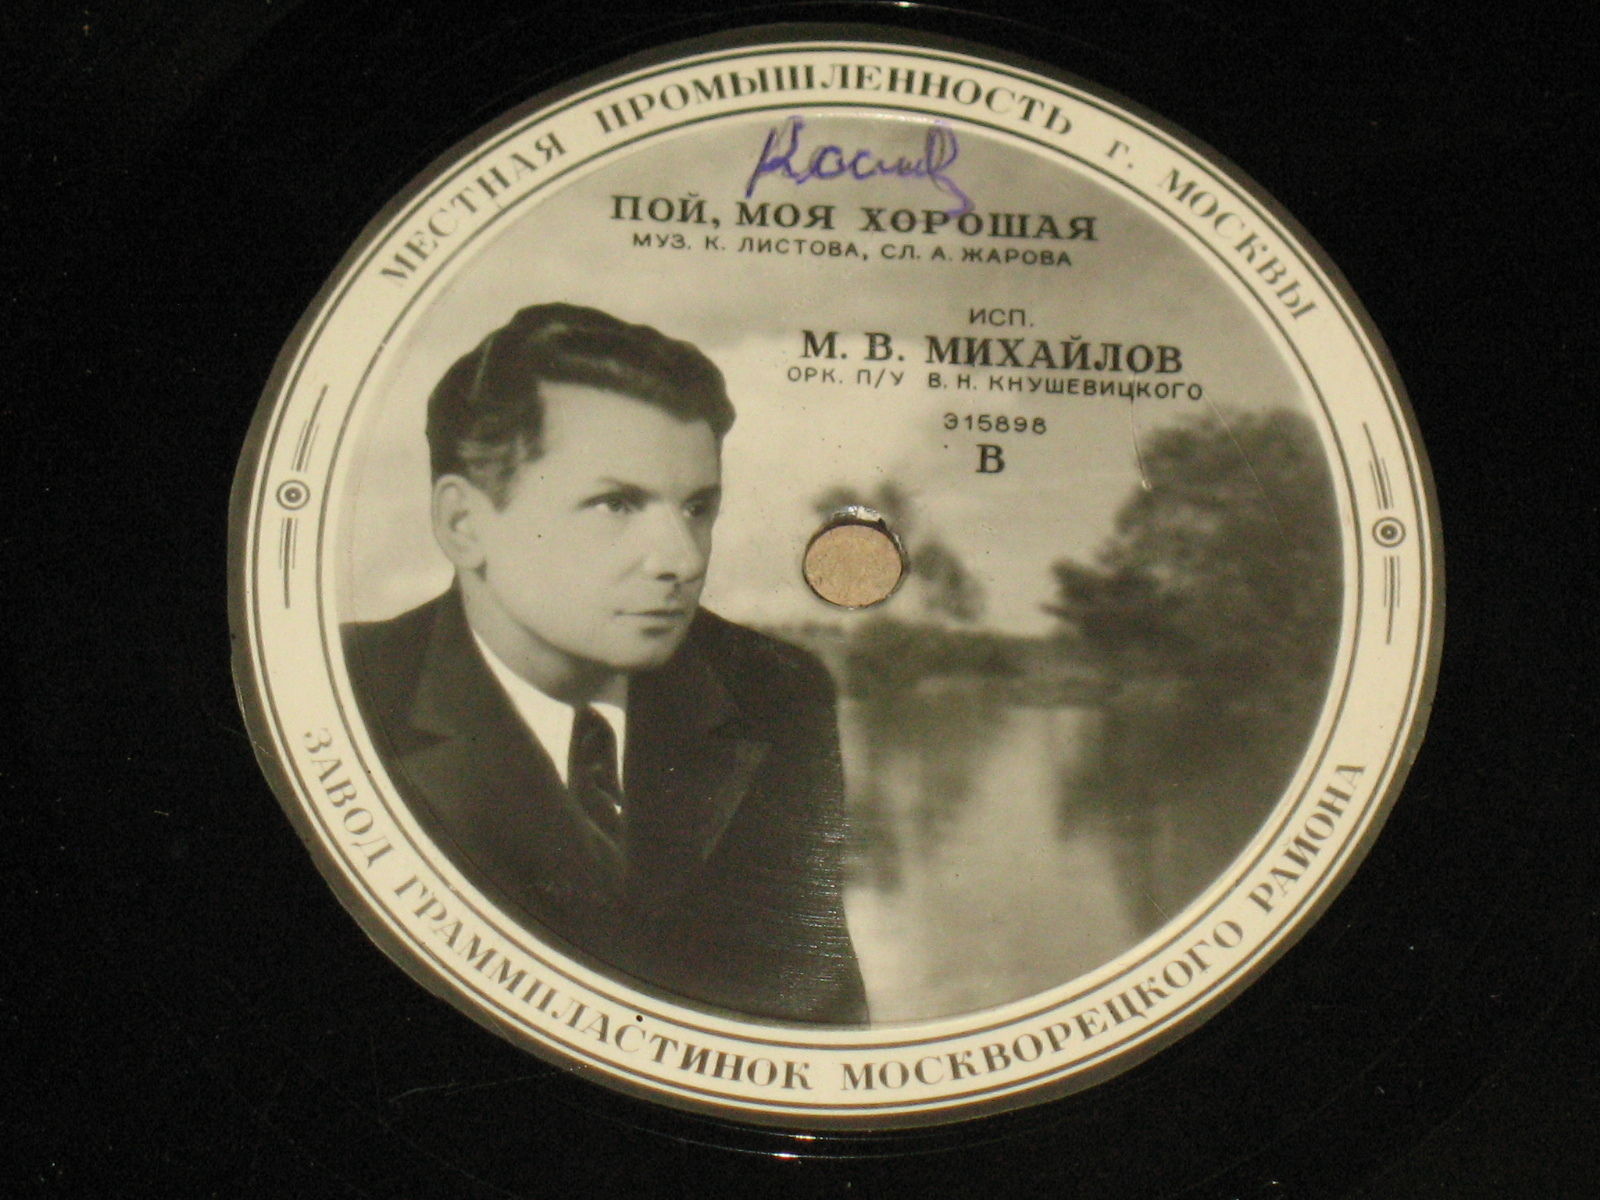 МЕСТНАЯ ПРОМЫШЛЕННОСТЬ г. МОСКВЫ
ПОЙ, МОЯ ХОРОШАЯ
МУЗ. К. ЛИСТОВА, СЛ. А. ЖАРОВА
ИСП.
М. В. МИХАЙЛОВ
ОРК. П/У В. Н. КНУШЕВИЦКОГО
Э15898
В
ЗАВОД ГРАММПЛАСТИНОК МОСКВОРЕЦКОГО РАЙОНА